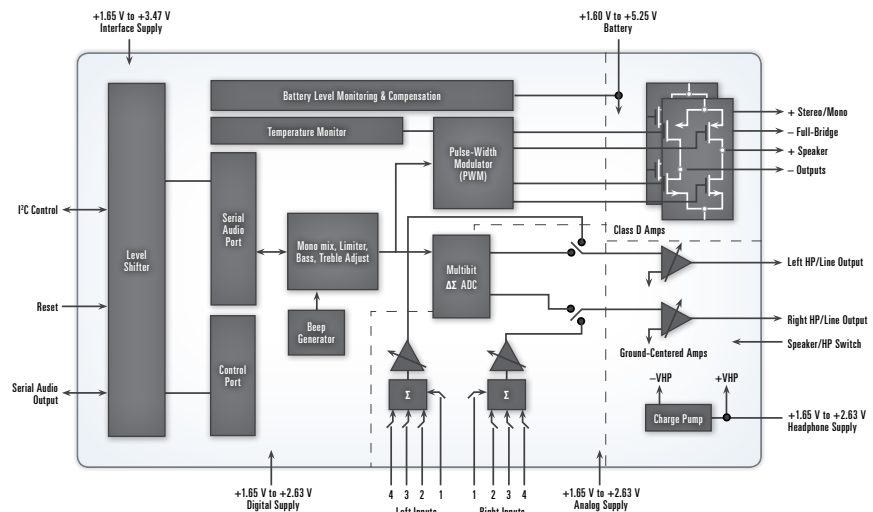 +1.65 V to +3.47 V
Interface Supply
+1.60 V to +5.25 V
Battery
Battery Level Monitoring & Compensation
Temperature Monitor
Pulse-Width
Modulator
(PWM)
+ Stereo/Mono
– Full-Bridge
+ Speaker
– Outputs
Class D Amps
I²C Control
Reset
Serial Audio
Output
Level
Shifter
Serial
Audio
Port
Mono mix, Limiter,
Bass, Treble Adjust
Multibit
ΔΣ ADC
Beep
Generator
Control
Port
Left HP/Line Output
Right HP/Line Output
Ground-Centered Amps
Speaker/HP Switch
Σ
Σ
–VHP
+VHP
Charge Pump
+1.65 V to +2.63 V
Headphone Supply
+1.65 V to +2.63 V
Digital Supply
4 3 2 1
Left Inputs
1 2 3 4
Right Inputs
+1.65 V to +2.63 V
Analog Supply